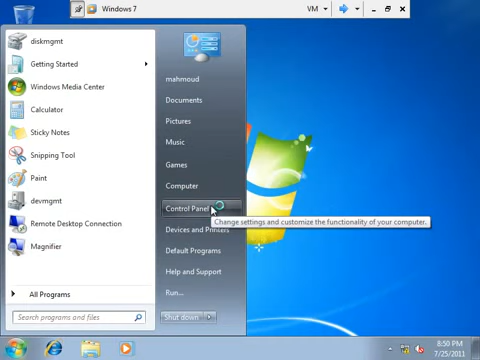 Windows 7
VM
diskmgmt
Getting Started
Windows Media Center
Calculator
Sticky Notes
Snipping Tool
Paint
devmgmt
Remote Desktop Connection
Magnifier
All Programs
Search programs and files
mahmoud
Documents
Pictures
Music
Games
Computer
Control Panel
Change settings and customize the functionality of your computer.
Devices and Printers
Default Programs
Help and Support
Run...
Shut down
8:50 PM
7/25/2011